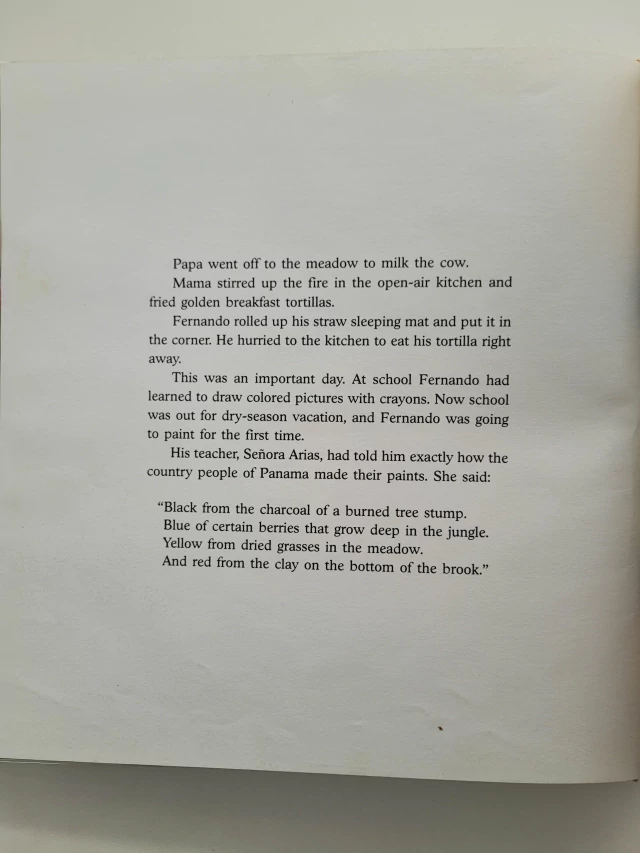 Papa went off to the meadow to milk the cow.
Mama stirred up the fire in the open-air kitchen and
fried golden breakfast tortillas.
Fernando rolled up his straw sleeping mat and put it in
the corner. He hurried to the kitchen to eat his tortilla right
away.
This was an important day. At school Fernando had
learned to draw colored pictures with crayons. Now school
was out for dry-season vacation, and Fernando was going
to paint for the first time.
His teacher, Señora Arias, had told him exactly how the
country people of Panama made their paints. She said:
“Black from the charcoal of a burned tree stump.
Blue of certain berries that grow deep in the jungle.
Yellow from dried grasses in the meadow.
And red from the clay on the bottom of the brook.”